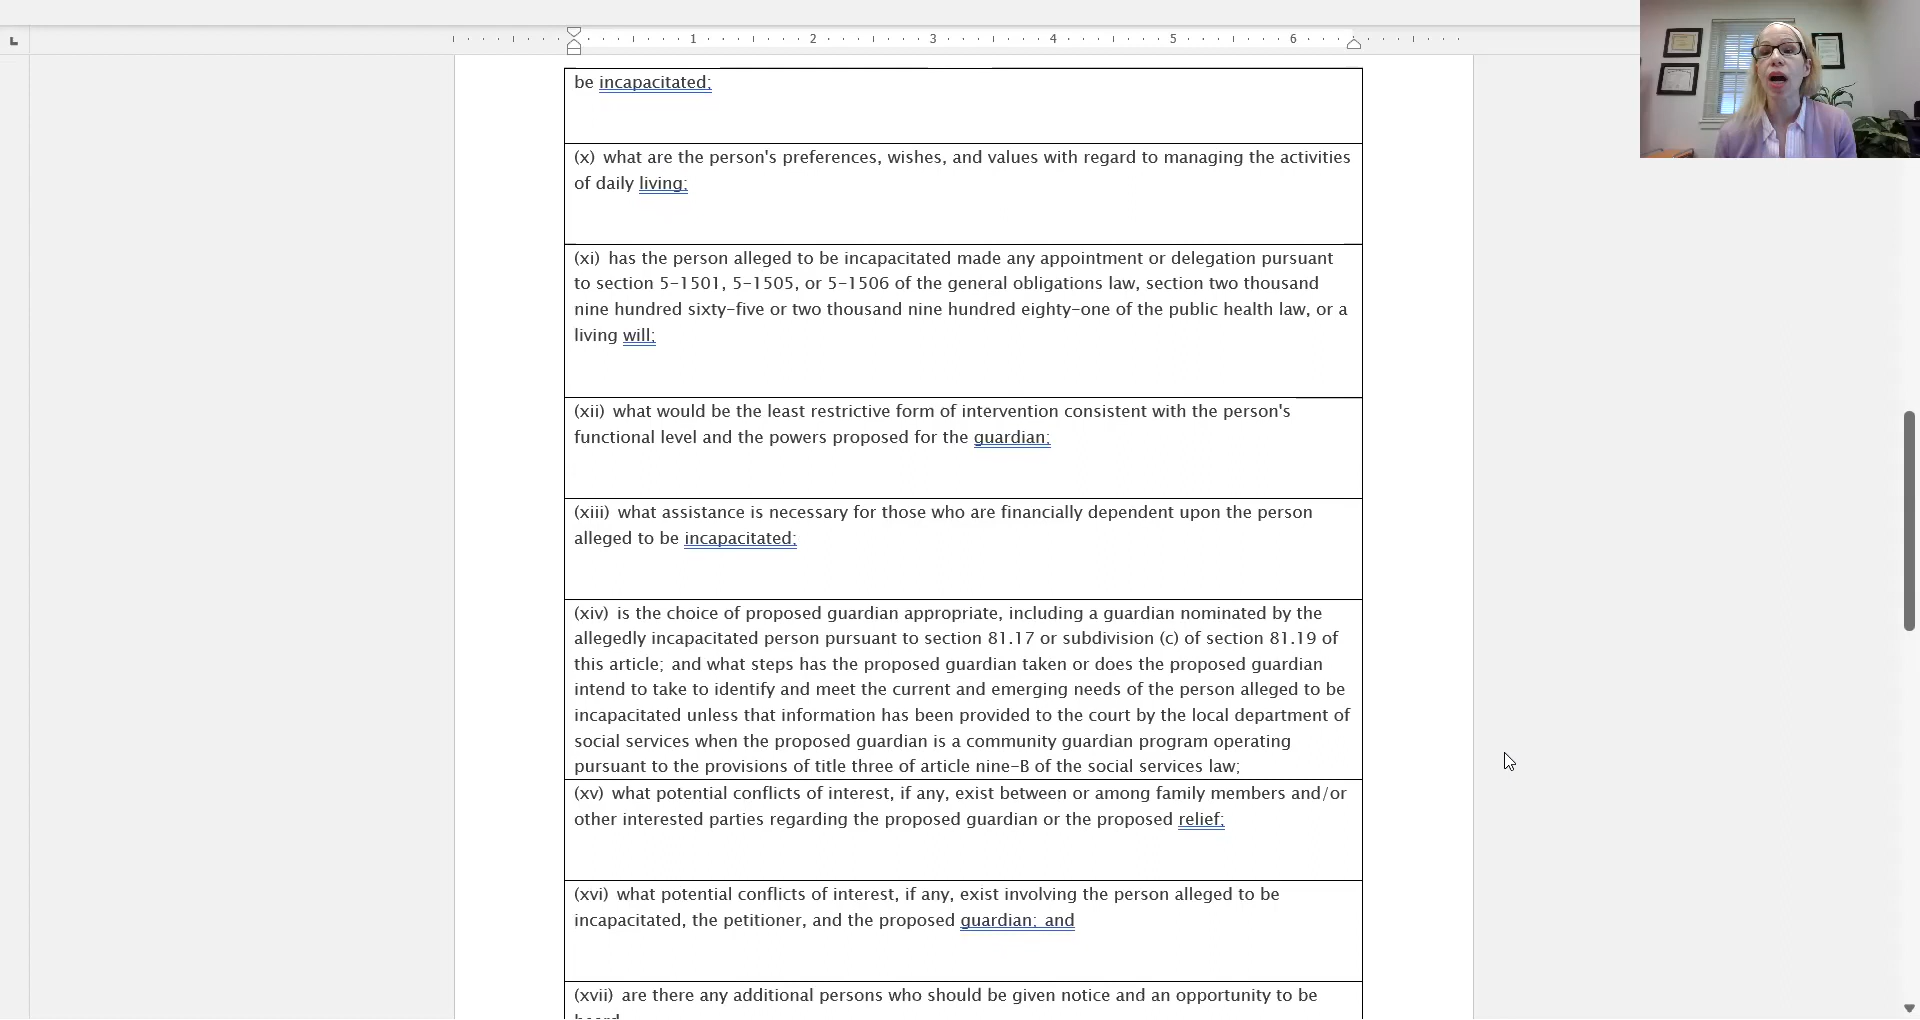 1 2 3 4 5 6
be incapacitated;
(x) what are the person's preferences, wishes, and values with regard to managing the activities
of daily living;
(xi) has the person alleged to be incapacitated made any appointment or delegation pursuant
to section 5-1501, 5-1505, or 5-1506 of the general obligations law, section two thousand
nine hundred sixty-five or two thousand nine hundred eighty-one of the public health law, or a
living will;
(xii) what would be the least restrictive form of intervention consistent with the person's
functional level and the powers proposed for the guardian;
(xiii) what assistance is necessary for those who are financially dependent upon the person
alleged to be incapacitated;
(xiv) is the choice of proposed guardian appropriate, including a guardian nominated by the
allegedly incapacitated person pursuant to section 81.17 or subdivision (c) of section 81.19 of
this article; and what steps has the proposed guardian taken or does the proposed guardian
intend to take to identify and meet the current and emerging needs of the person alleged to be
incapacitated unless that information has been provided to the court by the local department of
social services when the proposed guardian is a community guardian program operating
pursuant to the provisions of title three of article nine-B of the social services law;
(xv) what potential conflicts of interest, if any, exist between or among family members and/or
other interested parties regarding the proposed guardian or the proposed relief;
(xvi) what potential conflicts of interest, if any, exist involving the person alleged to be
incapacitated, the petitioner, and the proposed guardian; and
(xvii) are there any additional persons who should be given notice and an opportunity to be